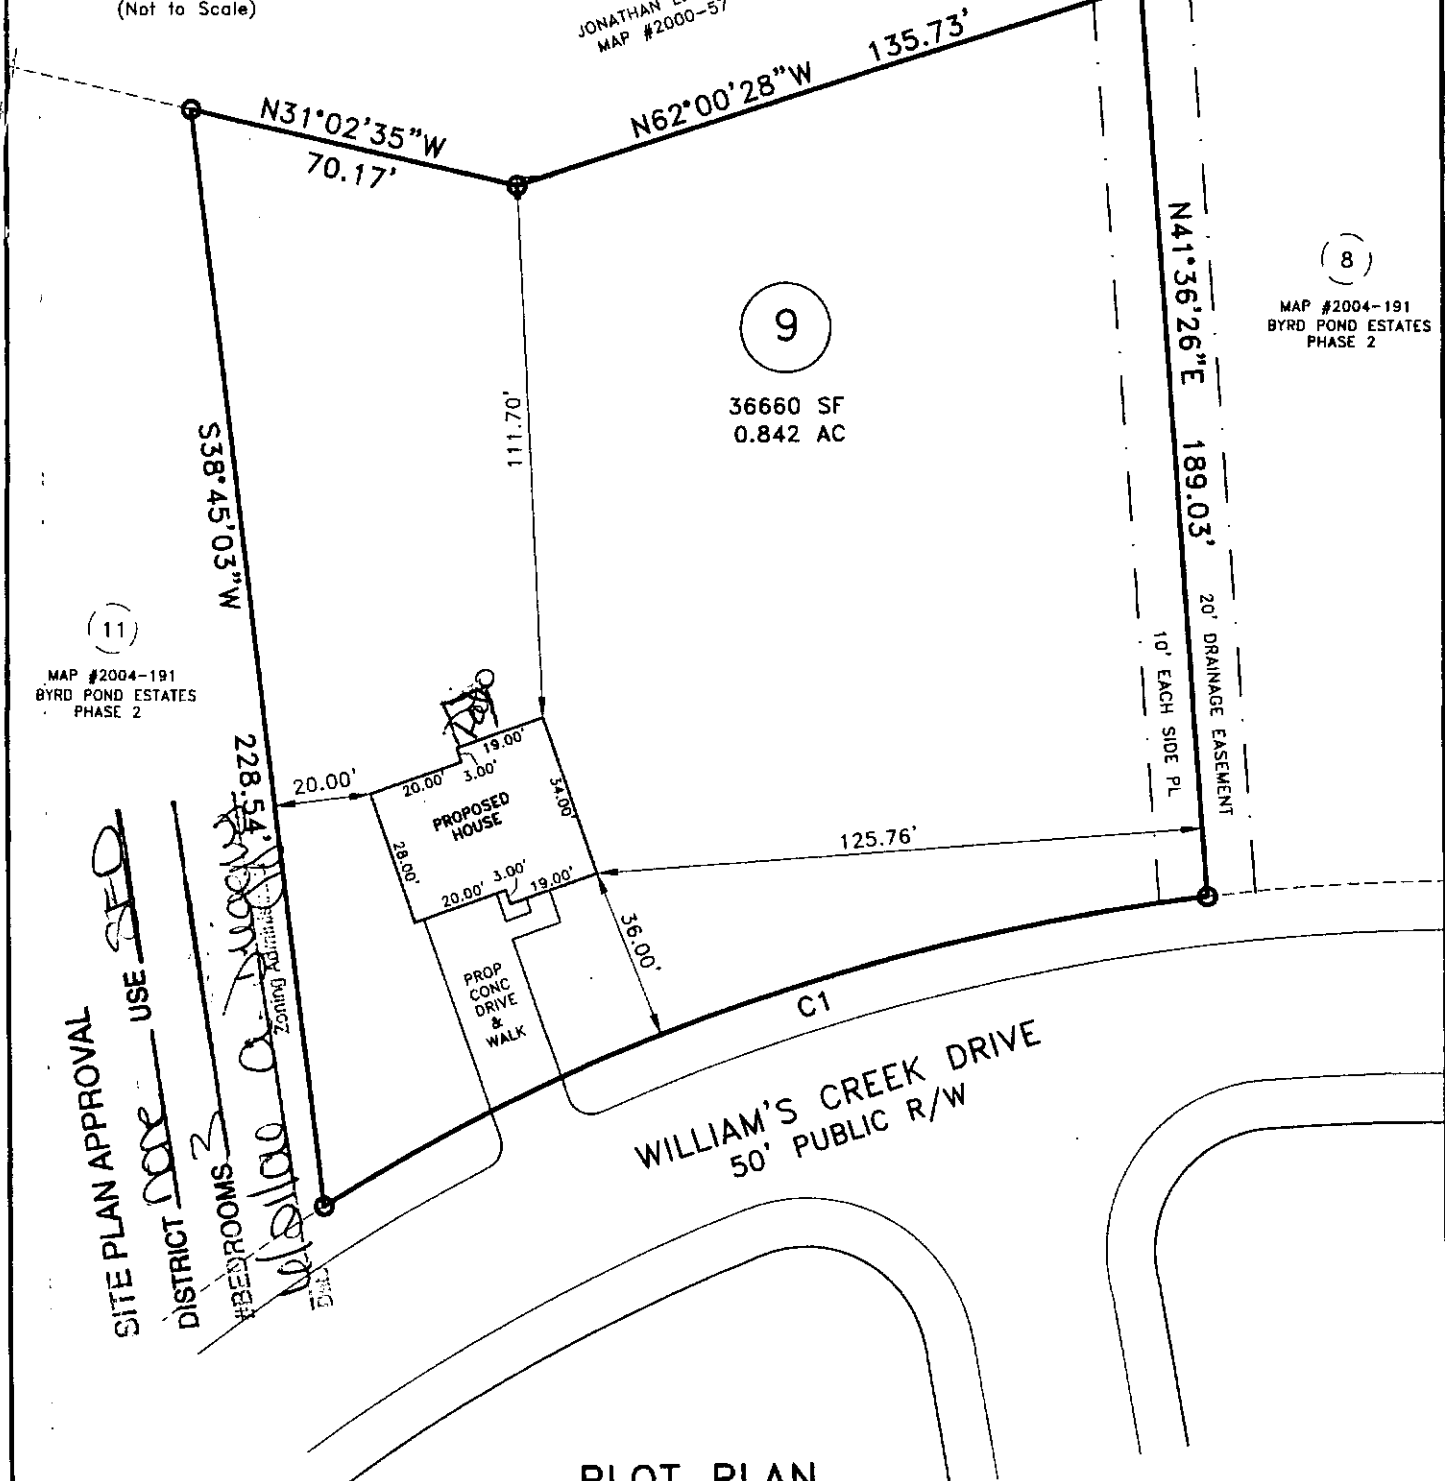 (Not to Scale)
JONATHAN
MAP #2000-57
135.73'
N62°00'28"W
N31°02'35"W
70.17'
N41°36'26"E 189.03'
8
MAP #2004-191
BYRD POND ESTATES
PHASE 2
9
36660 SF
0.842 AC
111.70'
S38°45'03"W
228.54'
11
MAP #2004-191
BYRD POND ESTATES
PHASE 2
20' DRAINAGE EASEMENT
10' EACH SIDE PL
Patio
19.00'
3.00'
20.00'
20.00'
34.00'
PROPOSED
HOUSE
28.00'
3.00'
20.00'
19.00'
125.76'
36.00'
PROP
CONC
DRIVE
&
WALK
C1
WILLIAM'S CREEK DRIVE
50' PUBLIC R/W
SITE PLAN APPROVAL
DISTRICT USE SFD
#BEDROOMS 3
Zoning Administrator
Date
PLOT PLAN